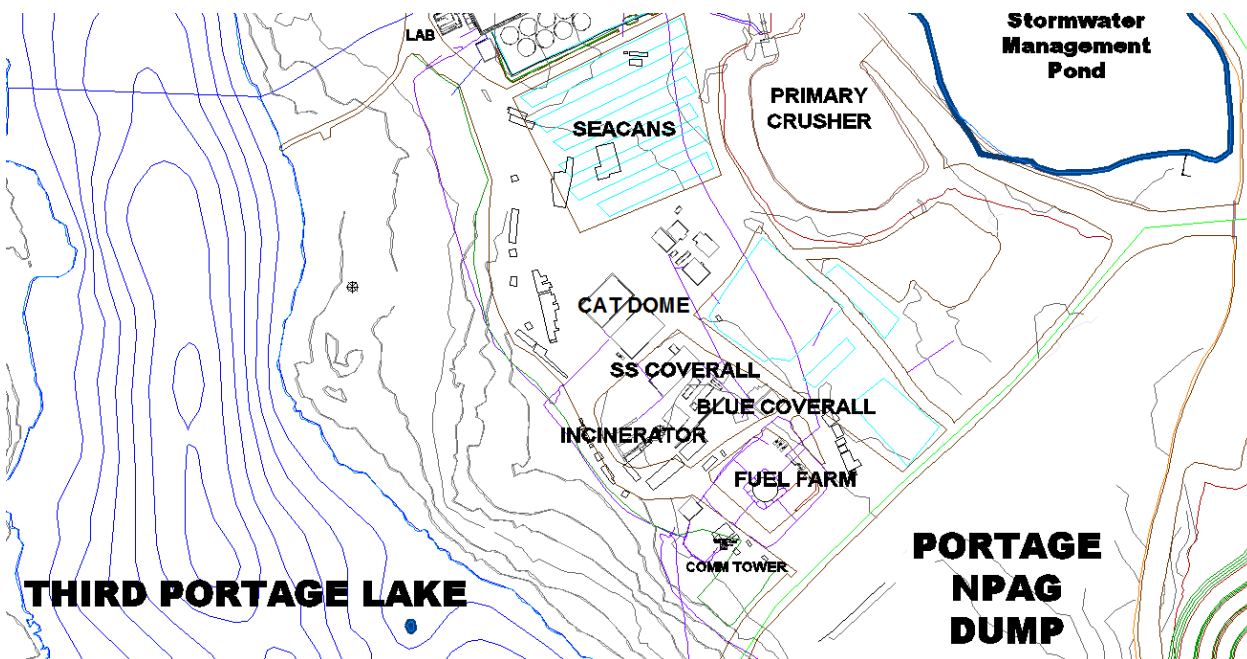 Stormwater
Management
Pond
LAB
PRIMARY
CRUSHER
SEACANS
CAT DOME
SS COVERALL
BLUE COVERALL
INCINERATOR
FUEL FARM
COMM TOWER
THIRD PORTAGE LAKE
PORTAGE
NPAG
DUMP